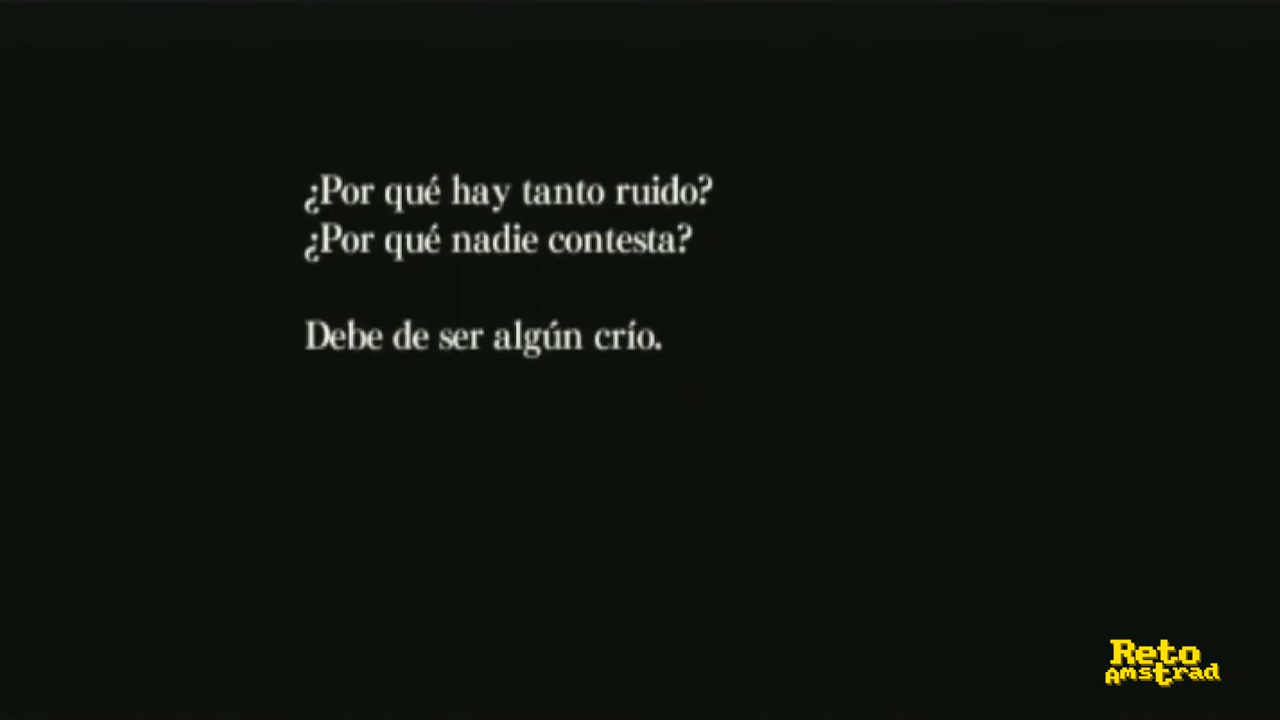 ¿Por qué hay tanto ruido?
¿Por qué nadie contesta?
Debe de ser algún crío.
Reto
Amstrad